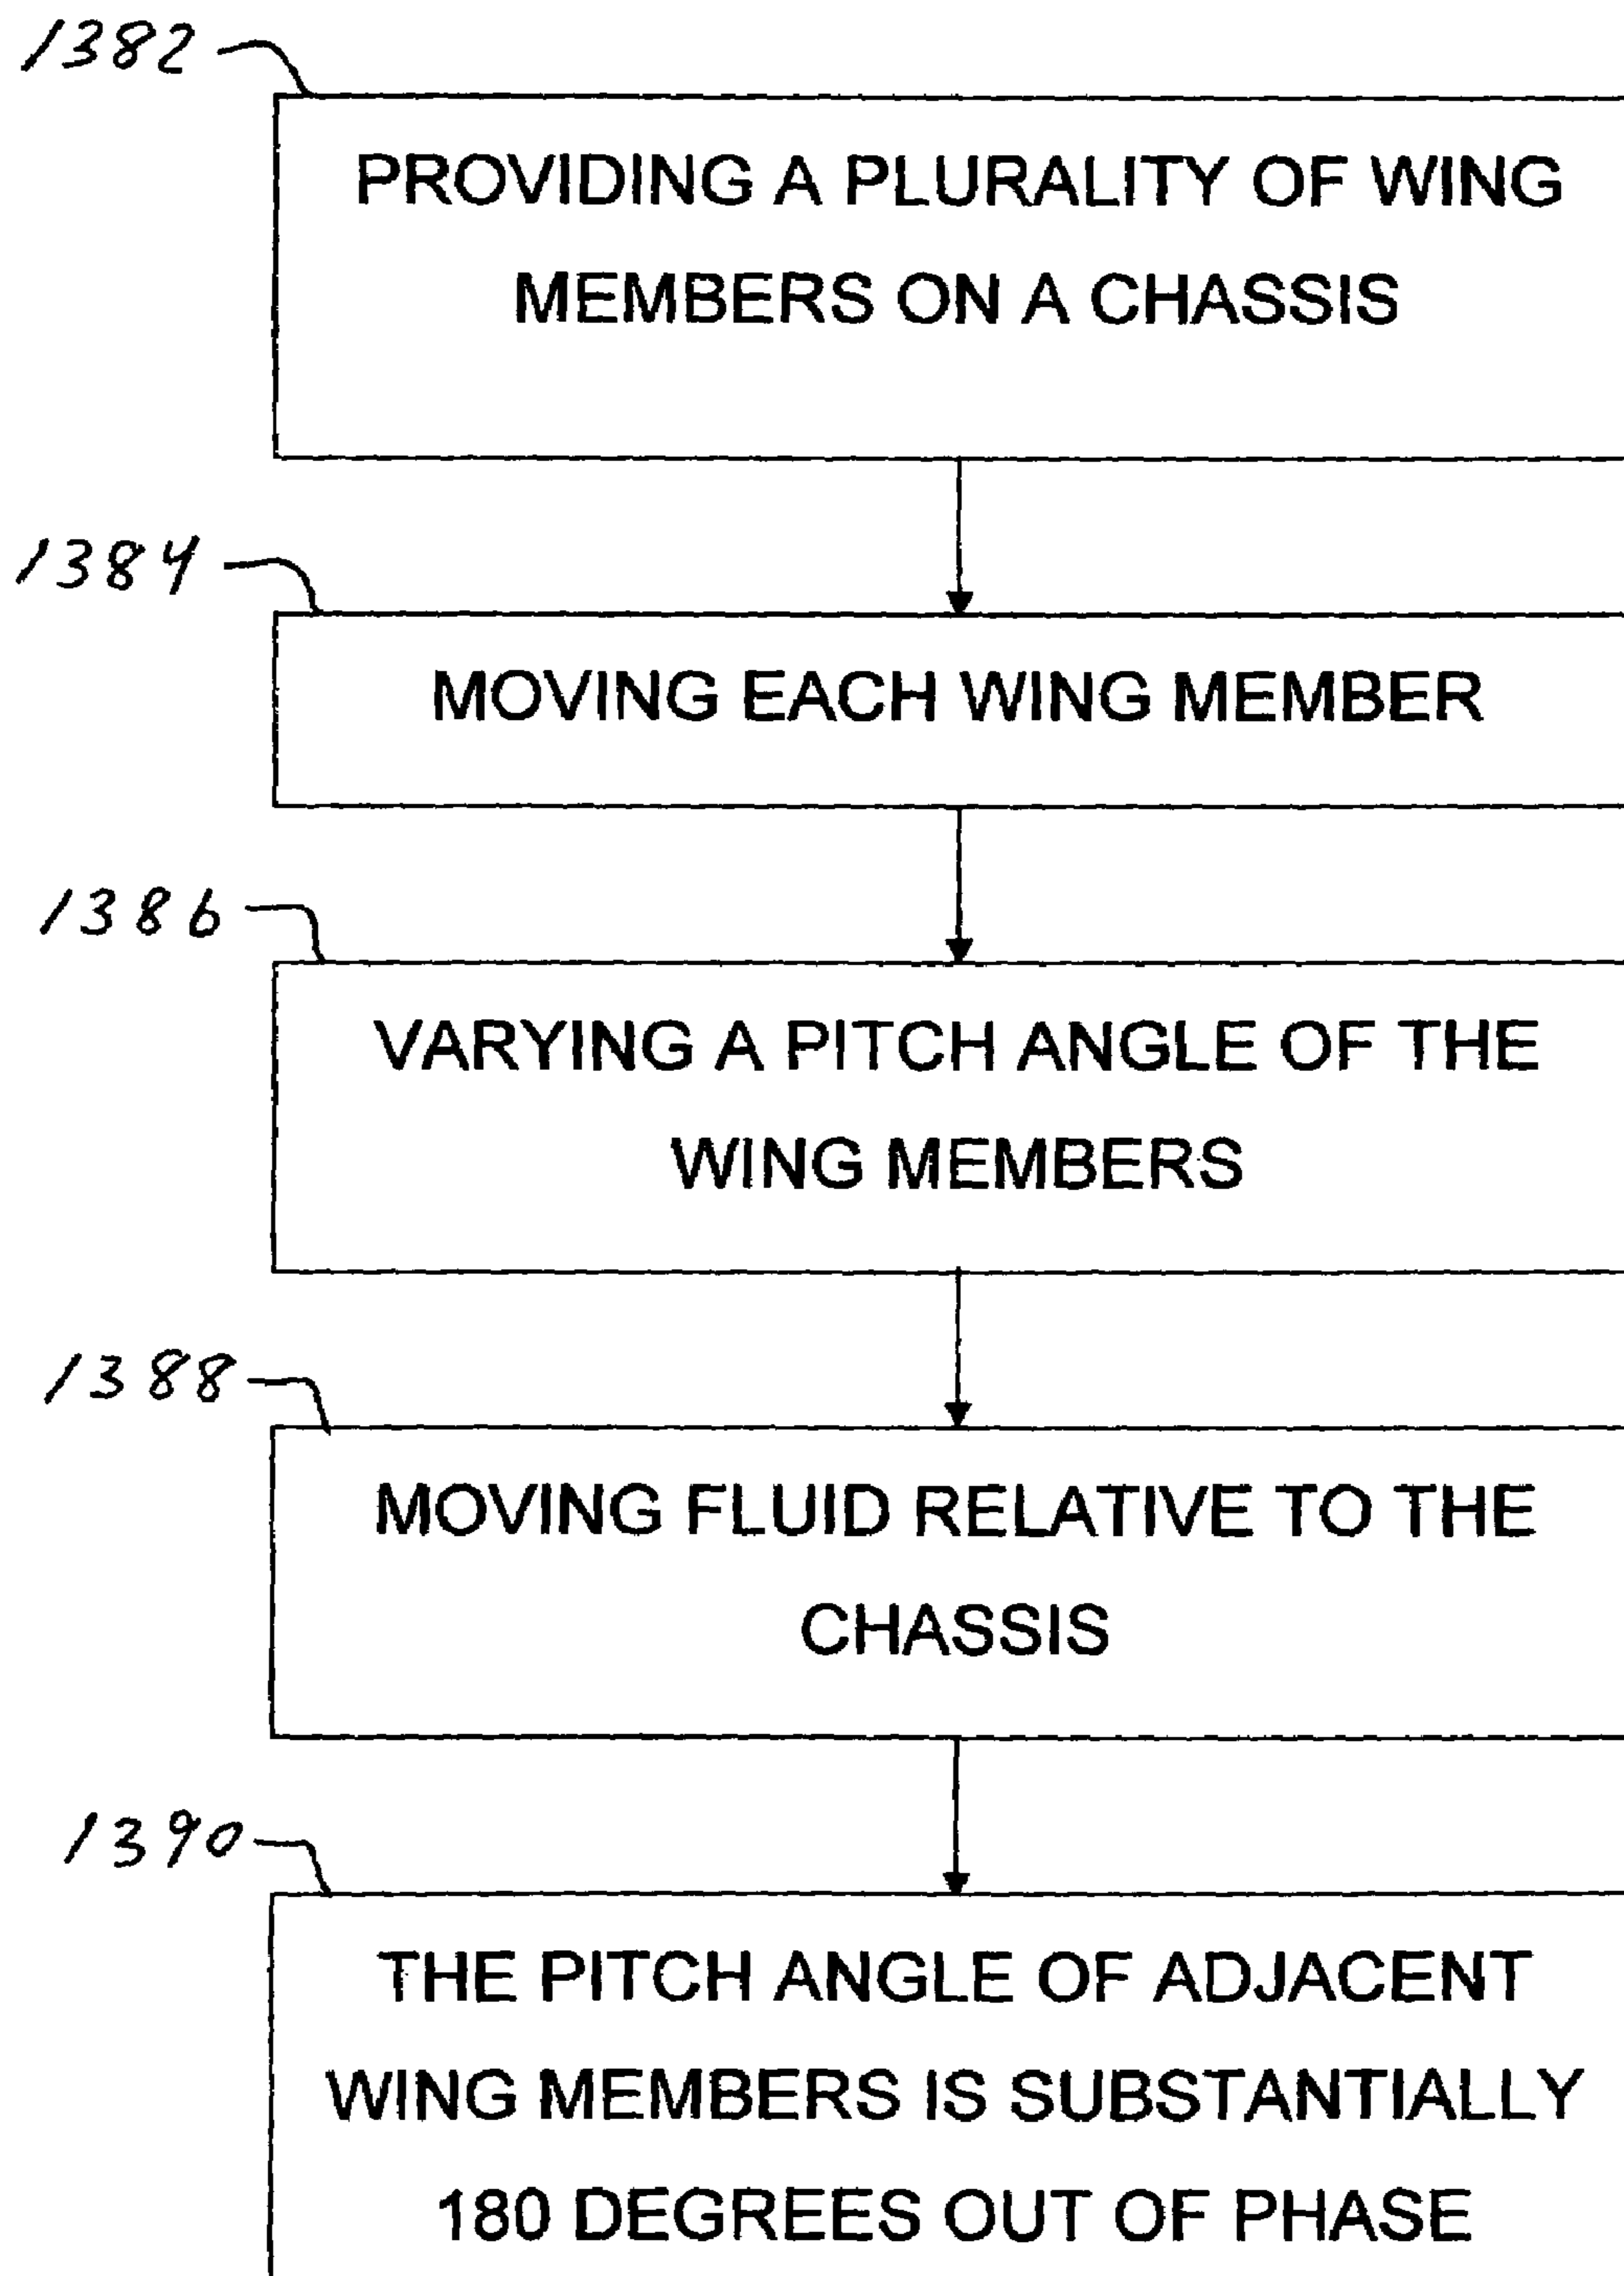 1382
PROVIDING A PLURALITY OF WING
MEMBERS ON A CHASSIS
1384
MOVING EACH WING MEMBER
1386
VARYING A PITCH ANGLE OF THE
WING MEMBERS
1388
MOVING FLUID RELATIVE TO THE
CHASSIS
1390
THE PITCH ANGLE OF ADJACENT
WING MEMBERS IS SUBSTANTIALLY
180 DEGREES OUT OF PHASE